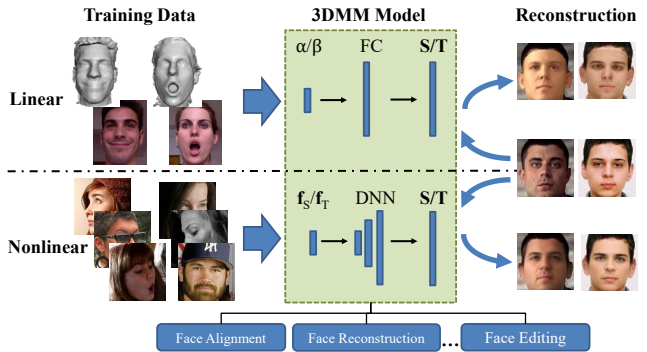 Training Data
3DMM Model
Reconstruction
Linear
α/β
FC
S/T
Nonlinear
f_S/f_T
DNN
S/T
Face Alignment
Face Reconstruction
...
Face Editing